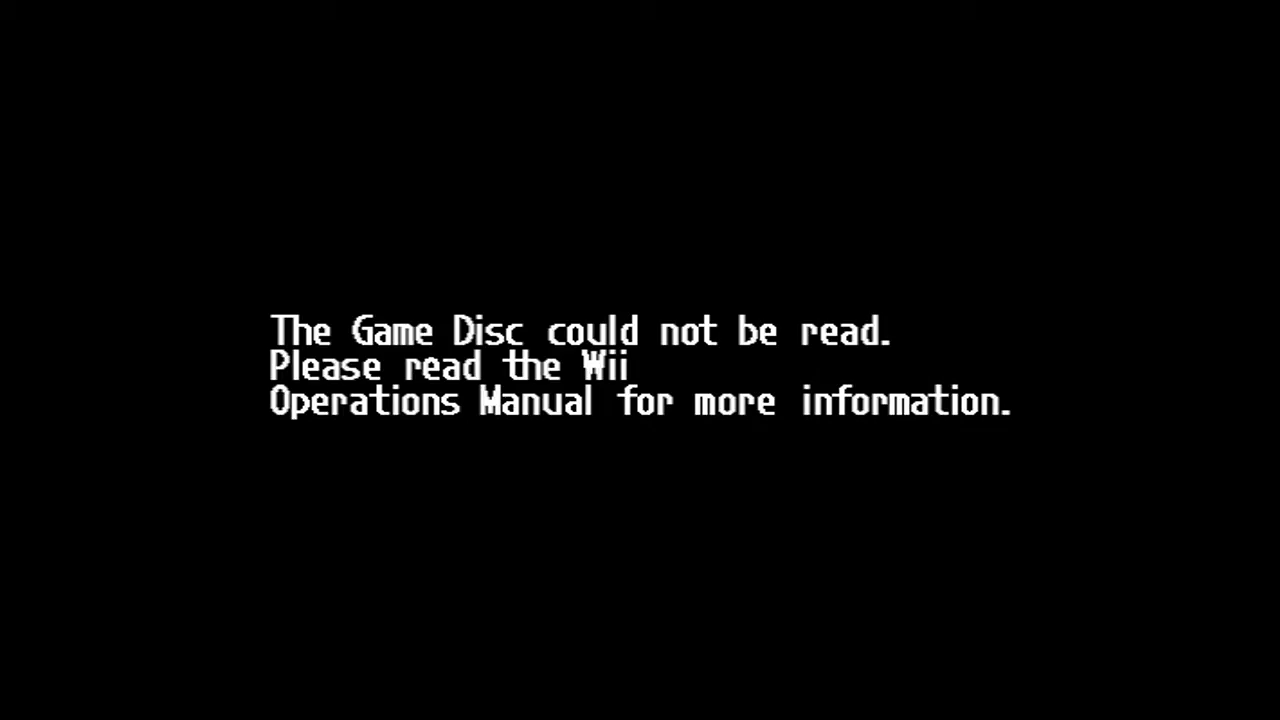 The Game Disc could not be read.
Please read the Wii
Operations Manual for more information.